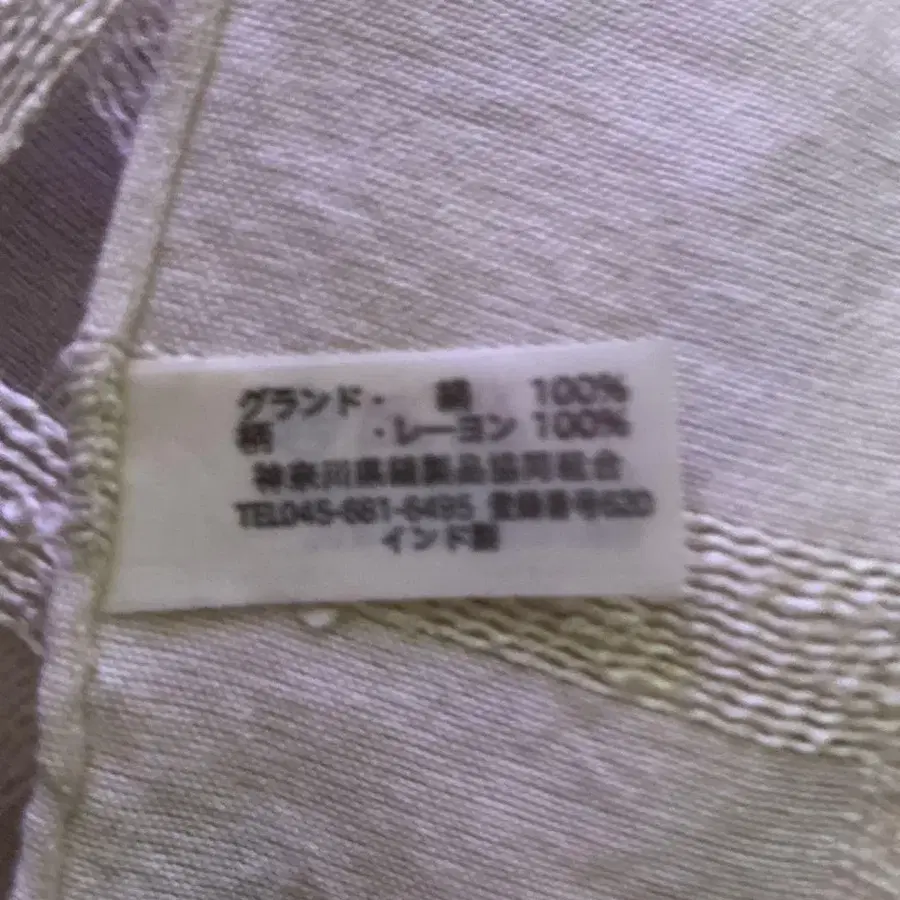 グランド・ 綿 100%
柄 ・レーヨン 100%
神奈川県絹製品協同組合
TEL045-681-6495 登録番号620
インド製